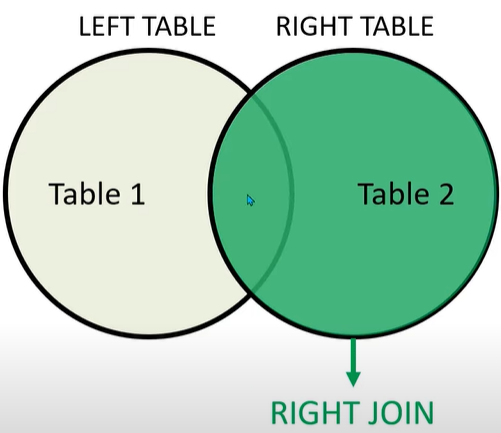 LEFT TABLE
RIGHT TABLE
Table 1
Table 2
RIGHT JOIN